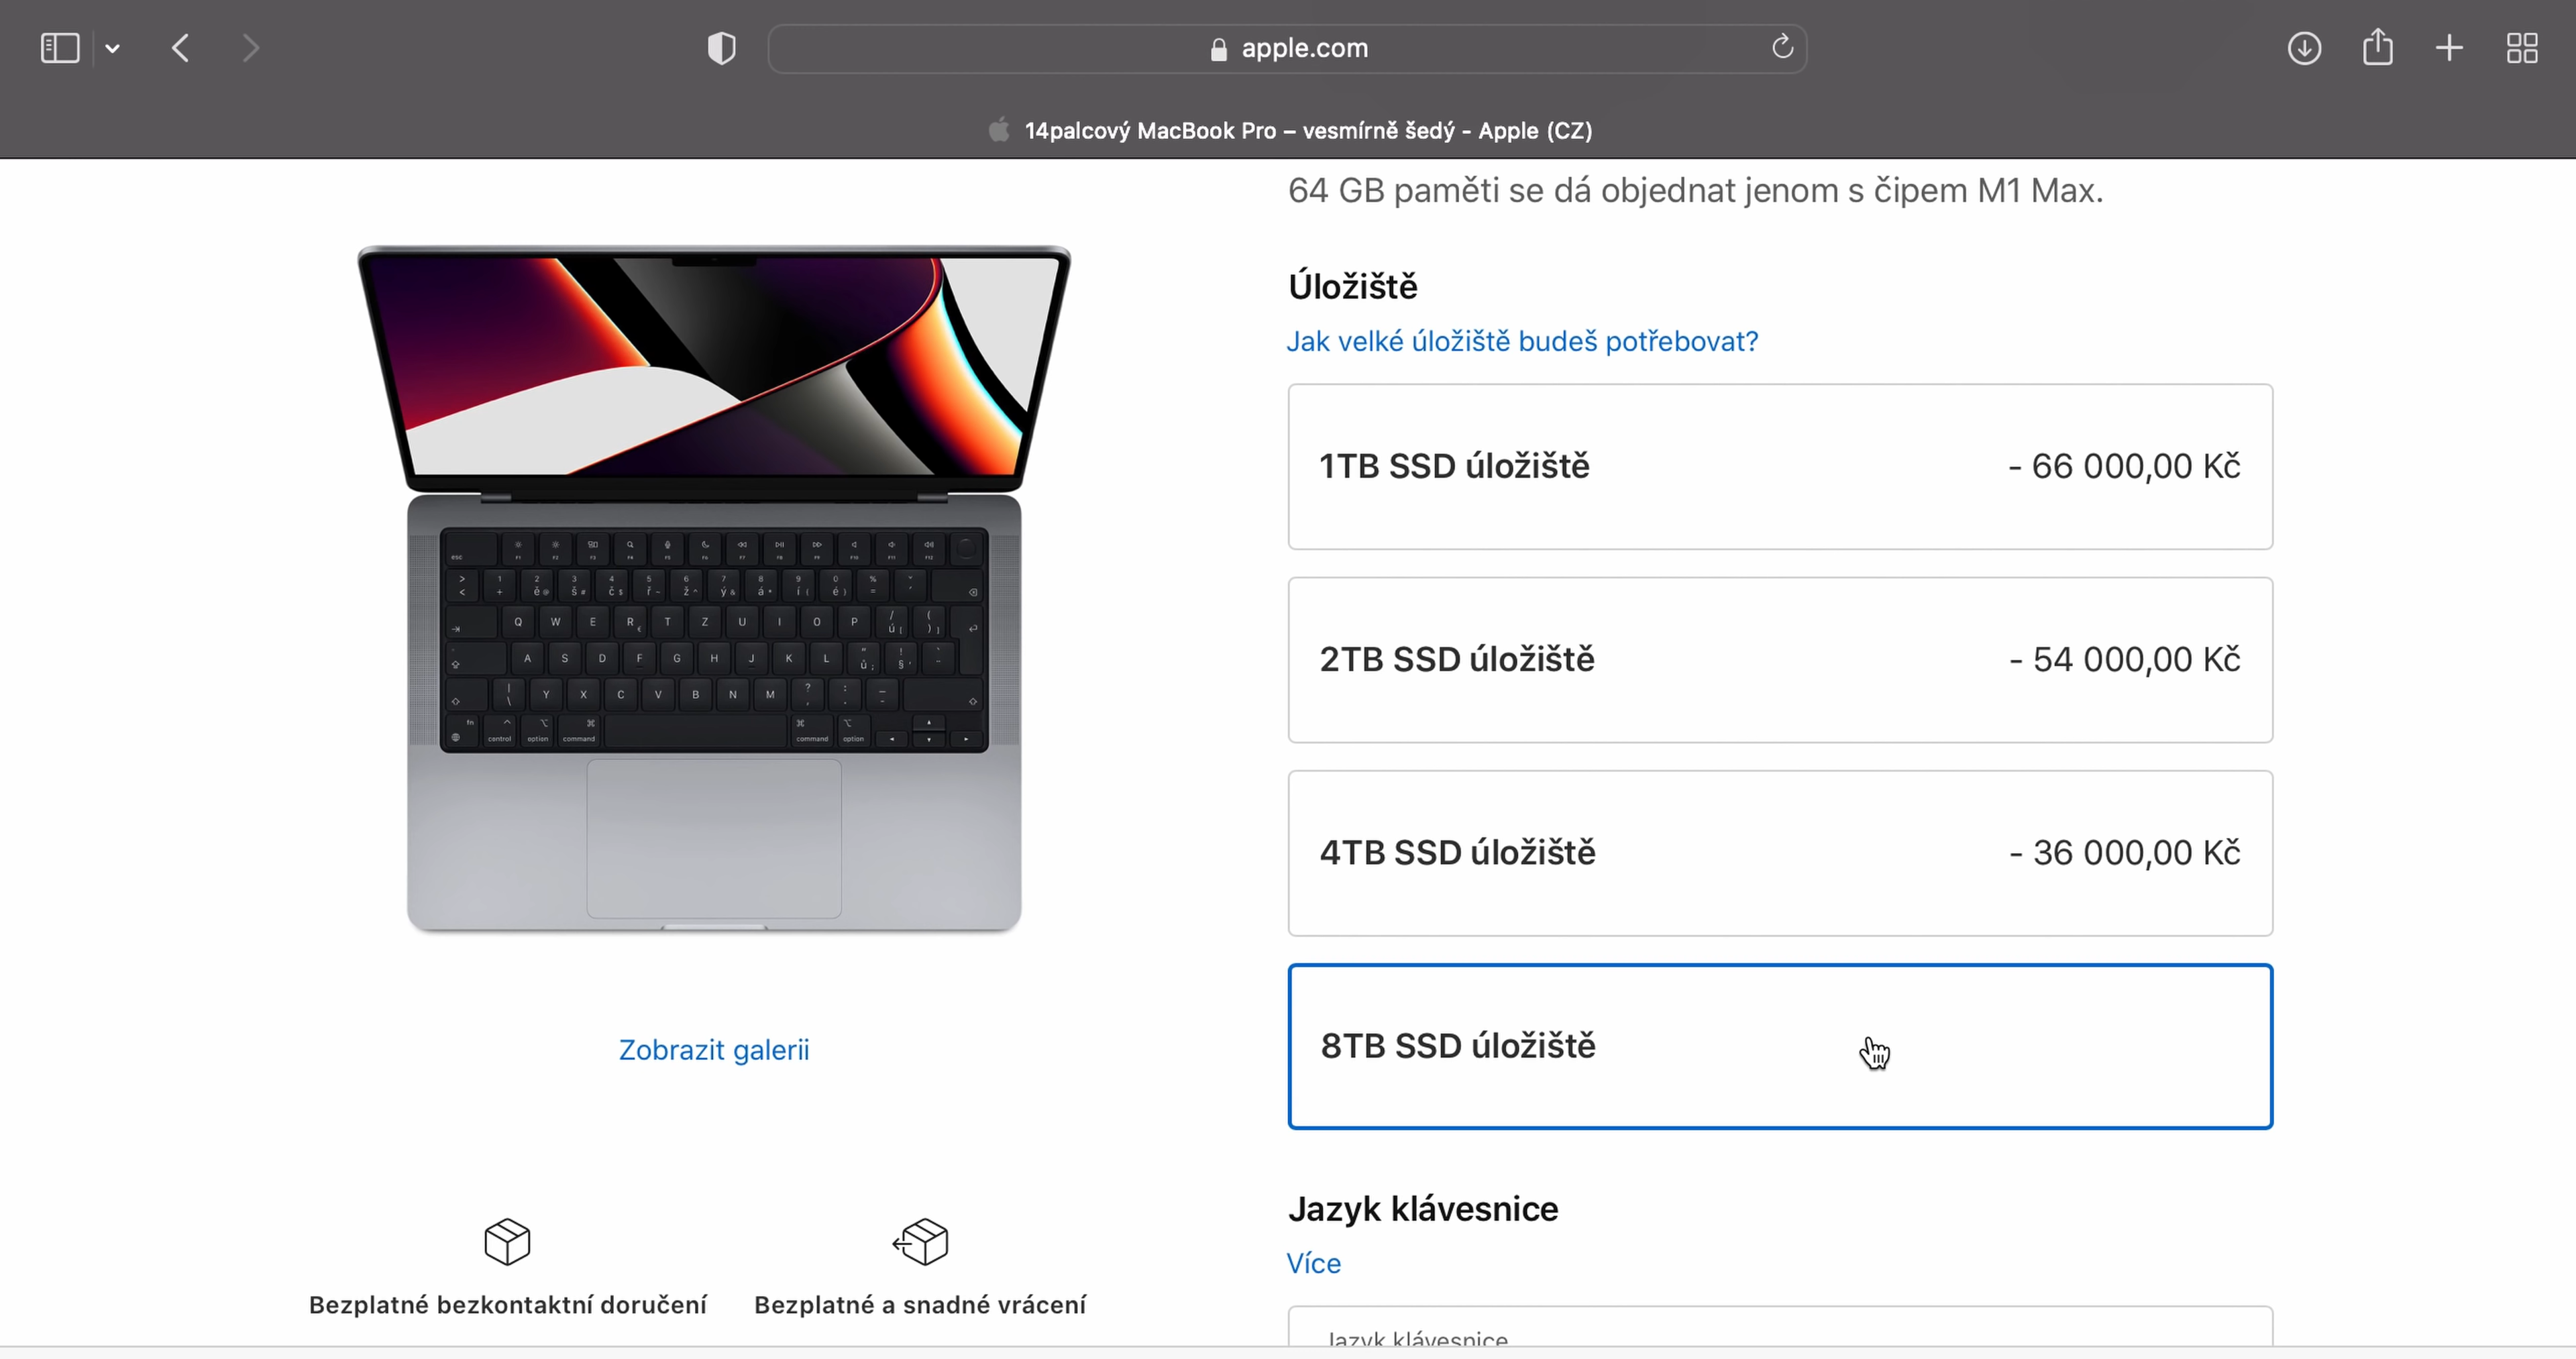 apple.com
14palcový MacBook Pro – vesmírně šedý - Apple (CZ)
64 GB paměti se dá objednat jenom s čipem M1 Max.
Úložiště
Jak velké úložiště budeš potřebovat?
1TB SSD úložiště - 66 000,00 Kč
2TB SSD úložiště - 54 000,00 Kč
4TB SSD úložiště - 36 000,00 Kč
8TB SSD úložiště
Zobrazit galerii
Bezplatné bezkontaktní doručení
Bezplatné a snadné vrácení
Jazyk klávesnice
Více
Jazyk klávesnice